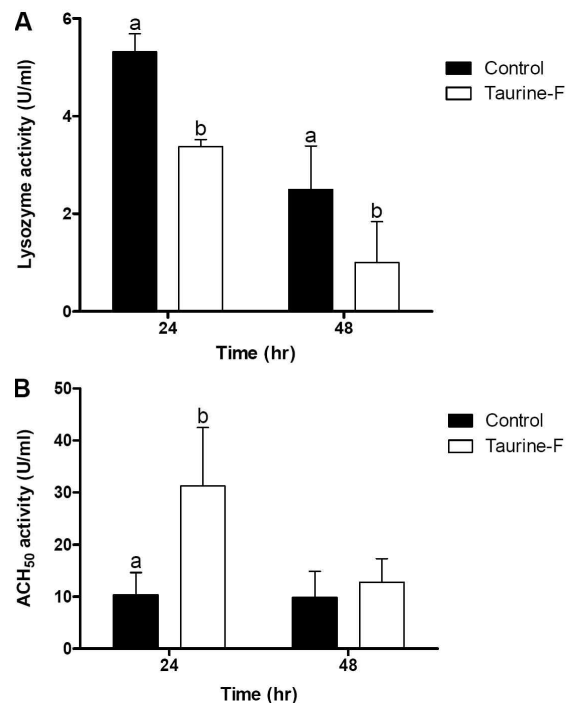 A
Lysozyme activity (U/ml)
6
4
2
0
a
b
a
b
24
48
Time (hr)
Control
Taurine-F
B
ACH50 activity (U/ml)
50
40
30
20
10
0
a
b
24
48
Time (hr)
Control
Taurine-F